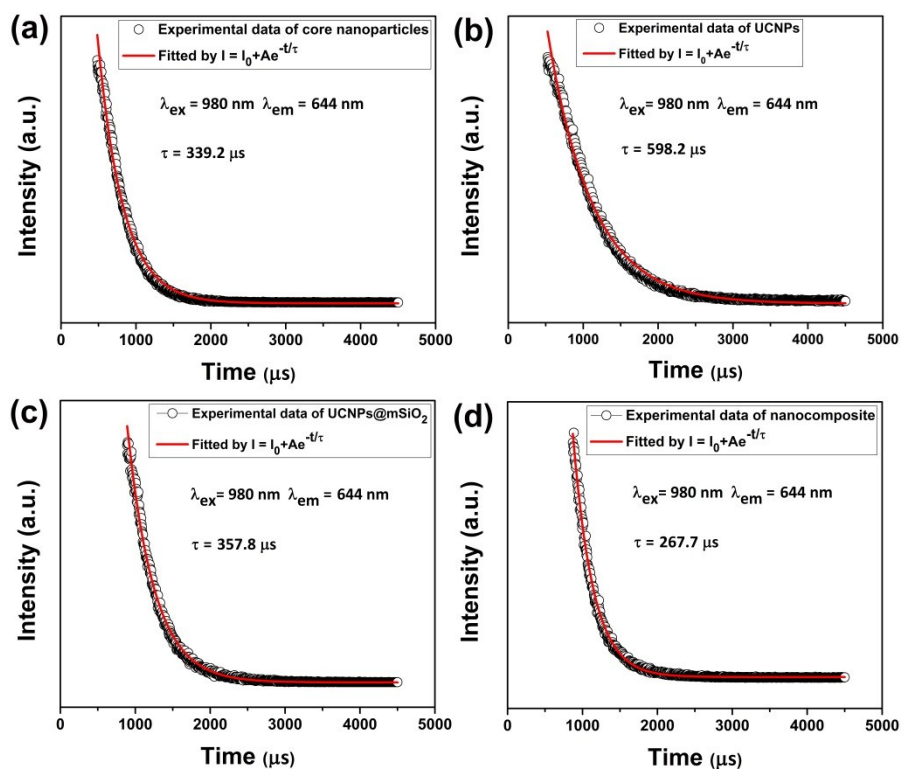 (a)
Experimental data of core nanoparticles
Fitted by I = I₀+Ae⁻ᵗ/τ
λex= 980 nm λem = 644 nm
τ = 339.2 μs
Intensity (a.u.)
0 1000 2000 3000 4000 5000
Time (μs)
(b)
Experimental data of UCNPs
Fitted by I = I₀+Ae⁻ᵗ/τ
λex= 980 nm λem = 644 nm
τ = 598.2 μs
Intensity (a.u.)
0 1000 2000 3000 4000 5000
Time (μs)
(c)
Experimental data of UCNPs@mSiO₂
Fitted by I = I₀+Ae⁻ᵗ/τ
λex= 980 nm λem = 644 nm
τ = 357.8 μs
Intensity (a.u.)
0 1000 2000 3000 4000 5000
Time (μs)
(d)
Experimental data of nanocomposite
Fitted by I = I₀+Ae⁻ᵗ/τ
λex= 980 nm λem = 644 nm
τ = 267.7 μs
Intensity (a.u.)
0 1000 2000 3000 4000 5000
Time (μs)